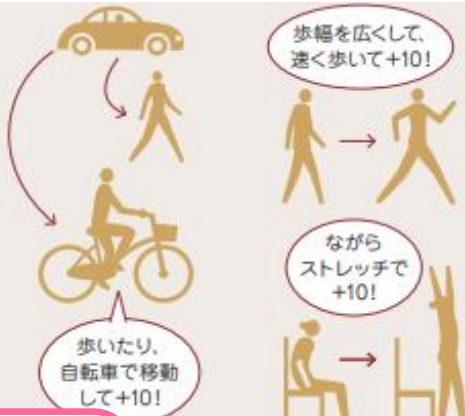 歩幅を広くして、
速く歩いて+10!
ながら
ストレッチで
+10!
歩いたり、
自転車で移動
して+10!